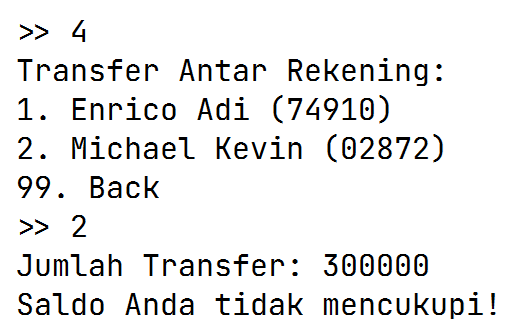 >> 4
Transfer Antar Rekening:
1. Enrico Adi (74910)
2. Michael Kevin (02872)
99. Back
>> 2
Jumlah Transfer: 300000
Saldo Anda tidak mencukupi!